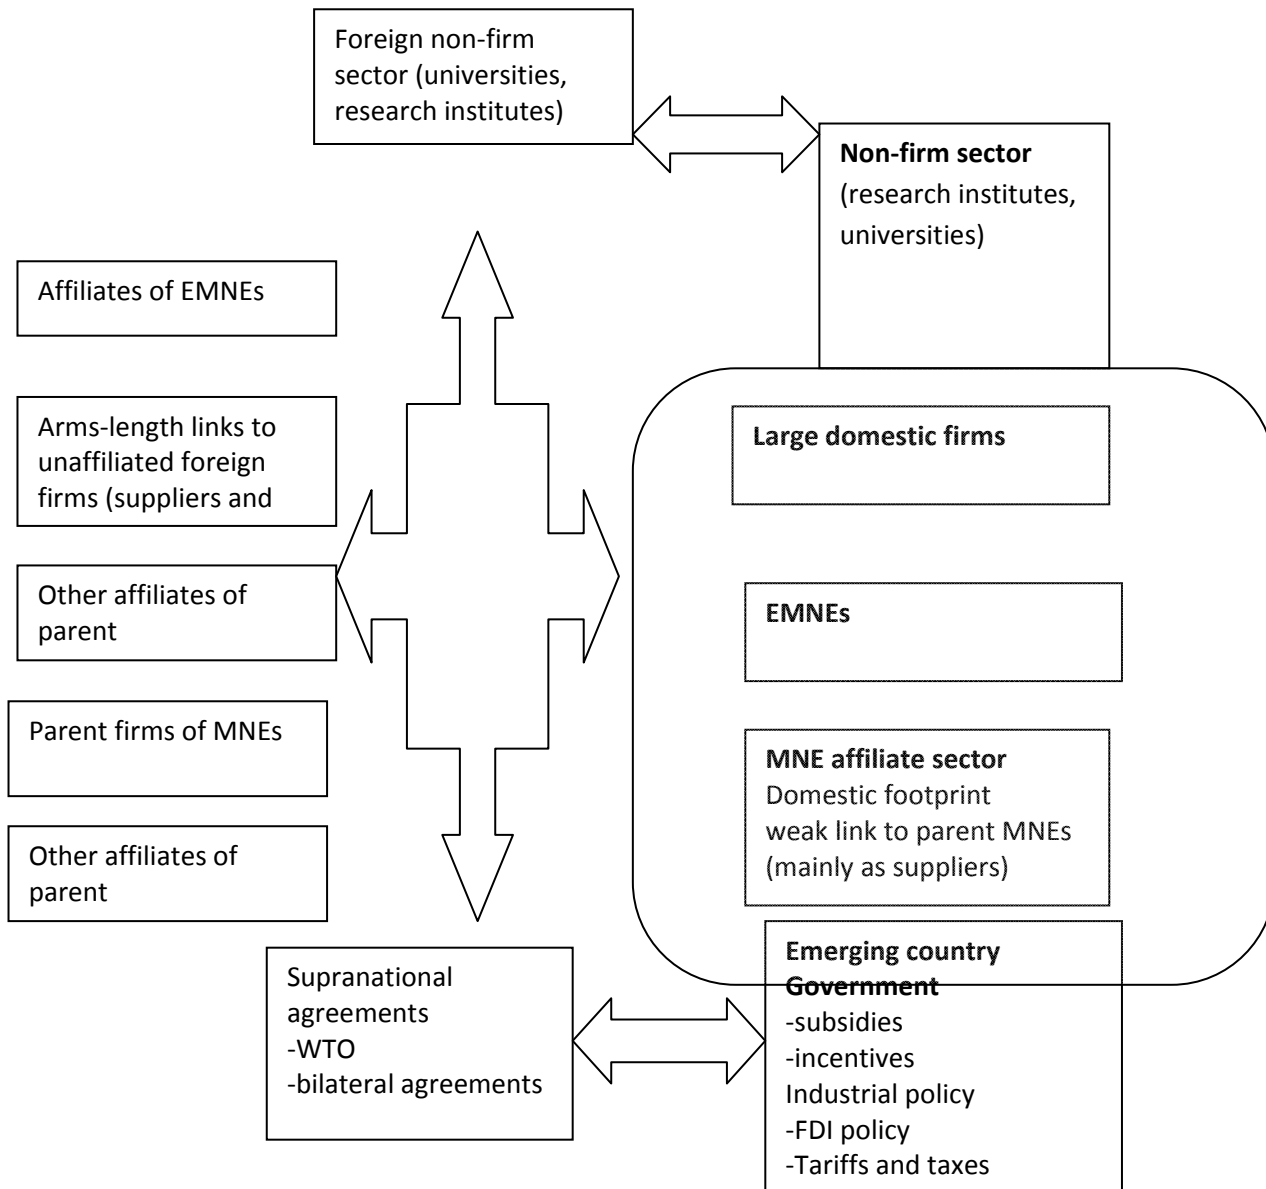 Foreign non-firm
sector (universities,
research institutes)
Non-firm sector
(research institutes,
universities)
Affiliates of EMNEs
Arms-length links to
unaffiliated foreign
firms (suppliers and
Other affiliates of
parent
Parent firms of MNEs
Other affiliates of
parent
Large domestic firms
EMNEs
MNE affiliate sector
Domestic footprint
weak link to parent MNEs
(mainly as suppliers)
Supranational
agreements
-WTO
-bilateral agreements
Emerging country
Government
-subsidies
-incentives
Industrial policy
-FDI policy
-Tariffs and taxes